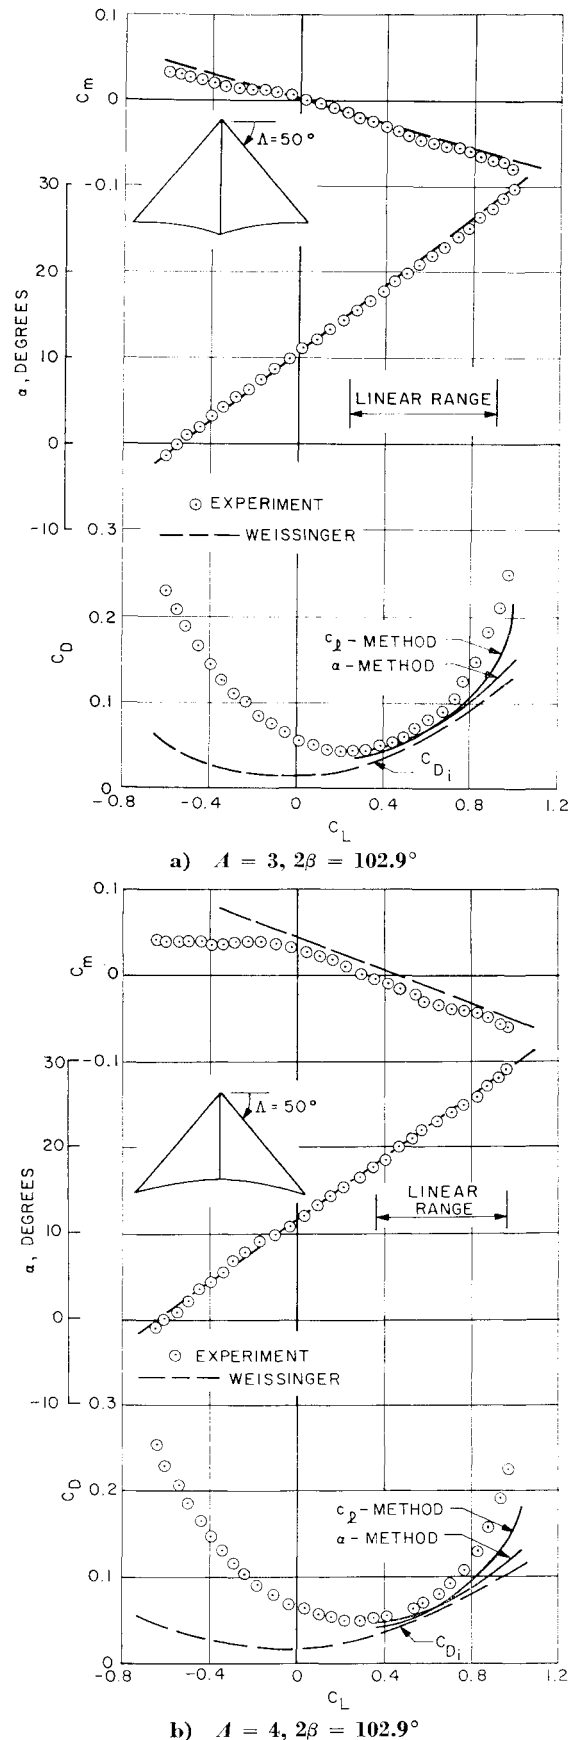 0.1
Cm
0
Λ=50°
-0.1
30
20
α, DEGREES
10
LINEAR RANGE
0
EXPERIMENT
WEISSINGER
-10
0.3
0.2
cℓ-METHOD
α-METHOD
CD
0.1
CDi
0
-0.8 -0.4 0 0.4 0.8 1.2
CL
a) A = 3, 2β = 102.9°
0.1
Cm
0
-0.1
30
Λ=50°
20
LINEAR
RANGE
α, DEGREES
10
0
EXPERIMENT
WEISSINGER
-10
0.3
CD
0.2
cℓ-METHOD
α-METHOD
0.1
CDi
0
-0.8 -0.4 0 0.4 0.8 1.2
CL
b) A = 4, 2β = 102.9°